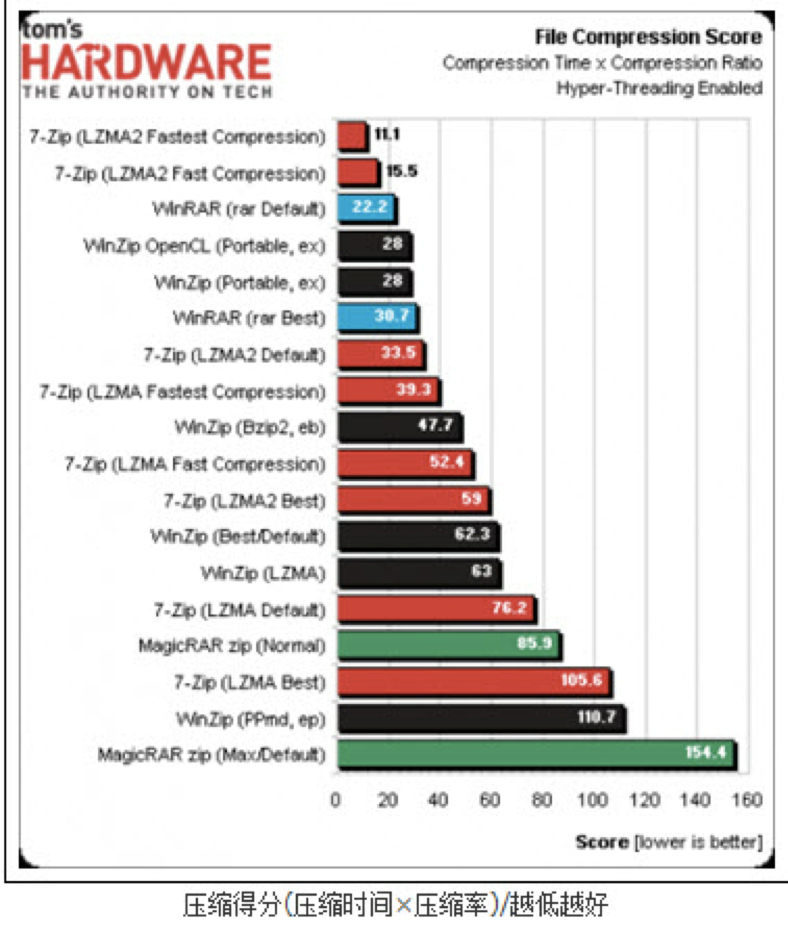 tom's
HARDWARE
THE AUTHORITY ON TECH
File Compression Score
Compression Time x Compression Ratio
Hyper-Threading Enabled
7-Zip (LZMA2 Fastest Compression) 11.1
7-Zip (LZMA2 Fast Compression) 15.5
WinRAR (rar Default) 22.2
WinZip OpenCL (Portable, ex) 28
WinZip (Portable, ex) 28
WinRAR (rar Best) 30.7
7-Zip (LZMA2 Default) 33.5
7-Zip (LZMA Fastest Compression) 39.3
WinZip (Bzip2, eb) 47.7
7-Zip (LZMA Fast Compression) 52.4
7-Zip (LZMA2 Best) 59
WinZip (Best/Default) 62.3
WinZip (LZMA) 63
7-Zip (LZMA Default) 76.2
MagicRAR zip (Normal) 85.9
7-Zip (LZMA Best) 105.6
WinZip (PPmd, ep) 110.7
MagicRAR zip (Max/Default) 154.4
0 20 40 60 80 100 120 140 160
Score [lower is better]
压缩得分(压缩时间×压缩率)/越低越好